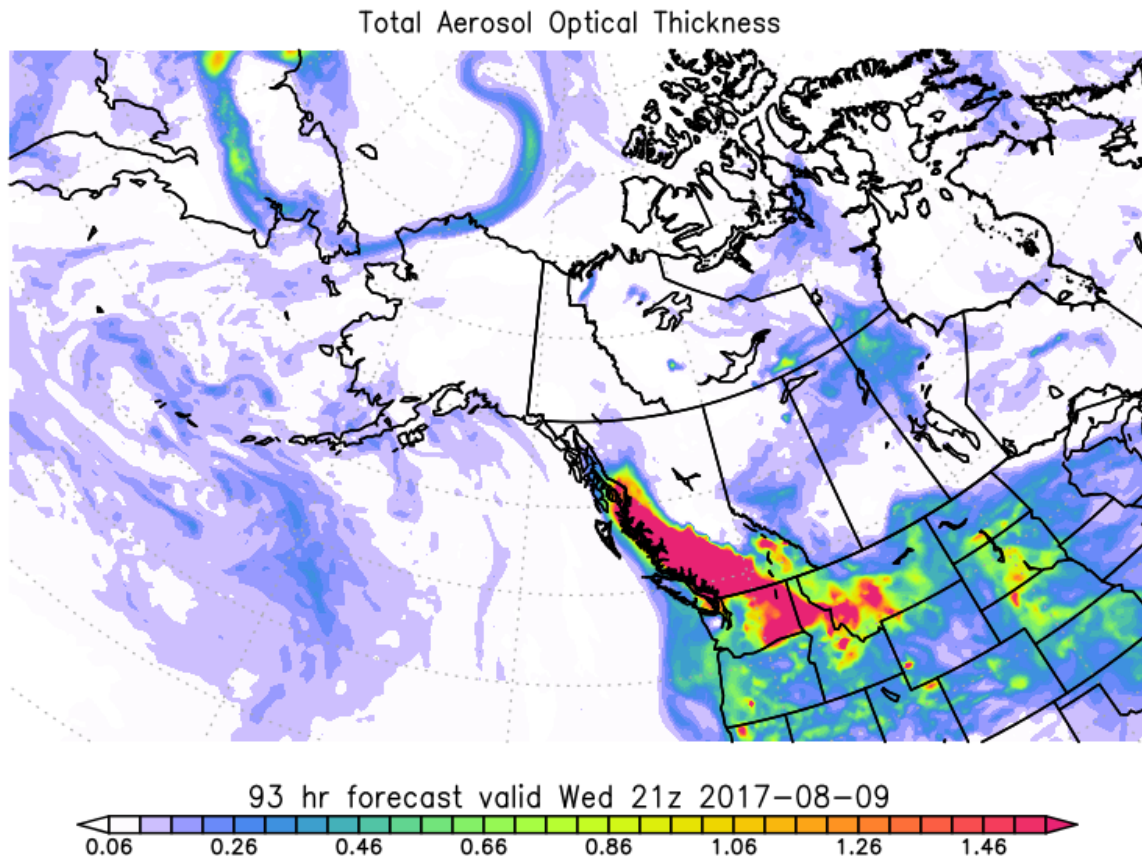 Total Aerosol Optical Thickness
93 hr forecast valid Wed 21z 2017-08-09
0.06 0.26 0.46 0.66 0.86 1.06 1.26 1.46